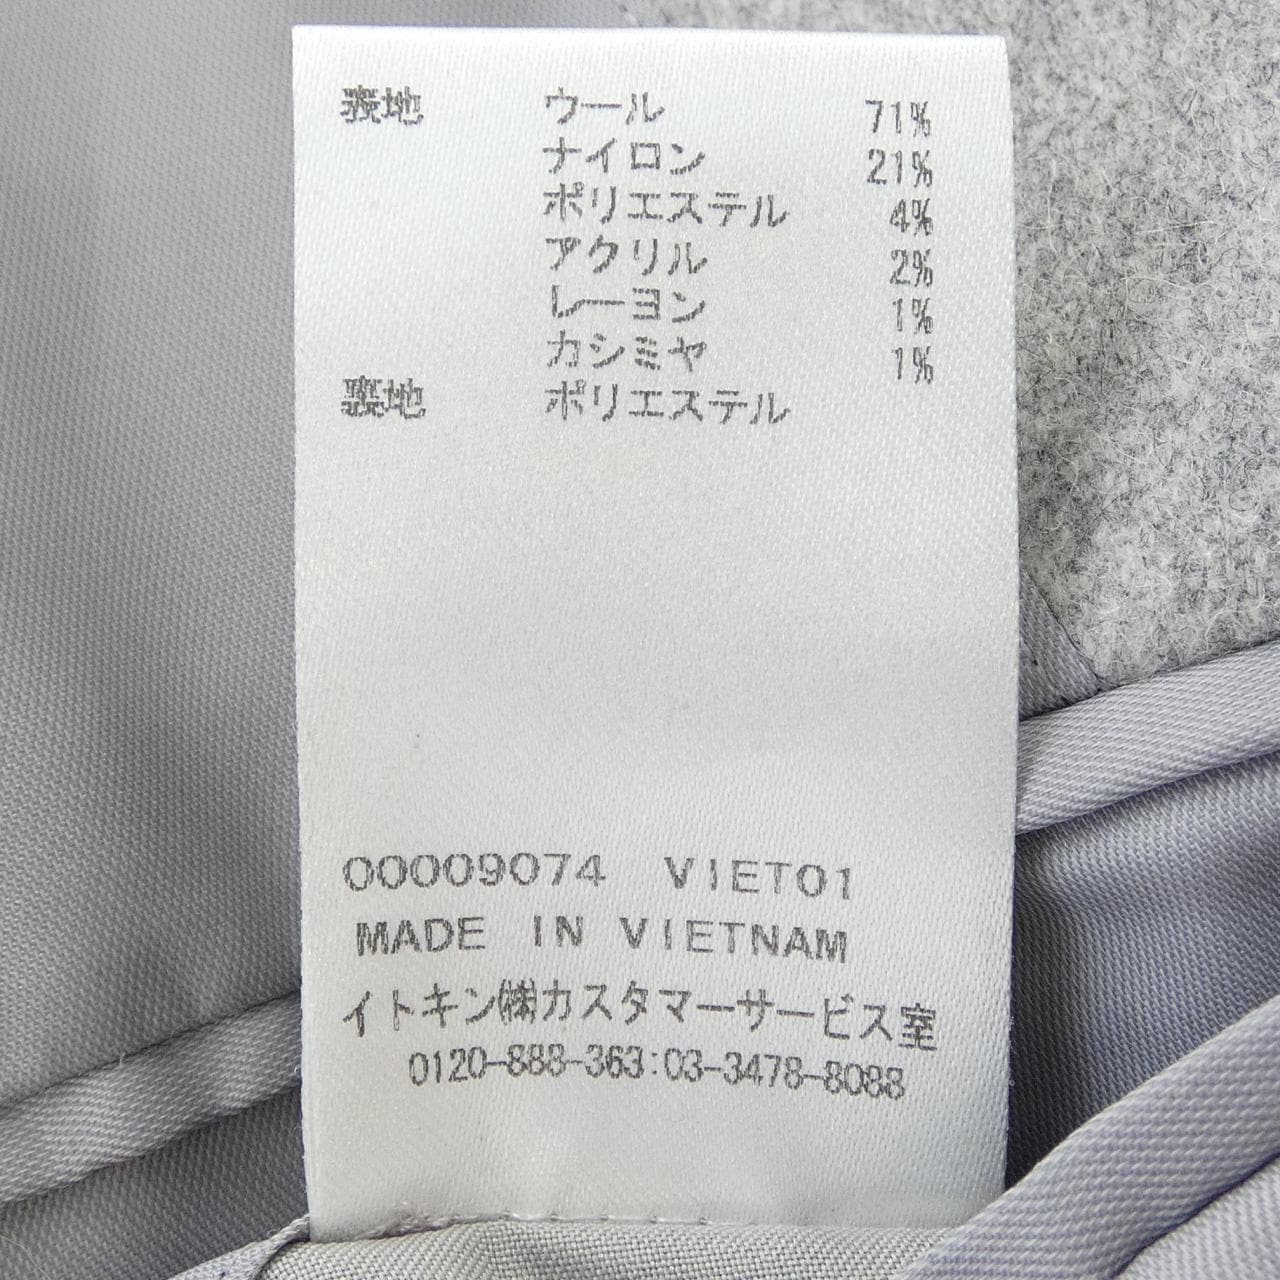 表地 ウール 71%
ナイロン 21%
ポリエステル 4%
アクリル 2%
レーヨン 1%
カシミヤ 1%
裏地 ポリエステル
00009074 VIET01
MADE IN VIETNAM
イトキン㈱カスタマーサービス室
0120-888-363:03-3478-8088